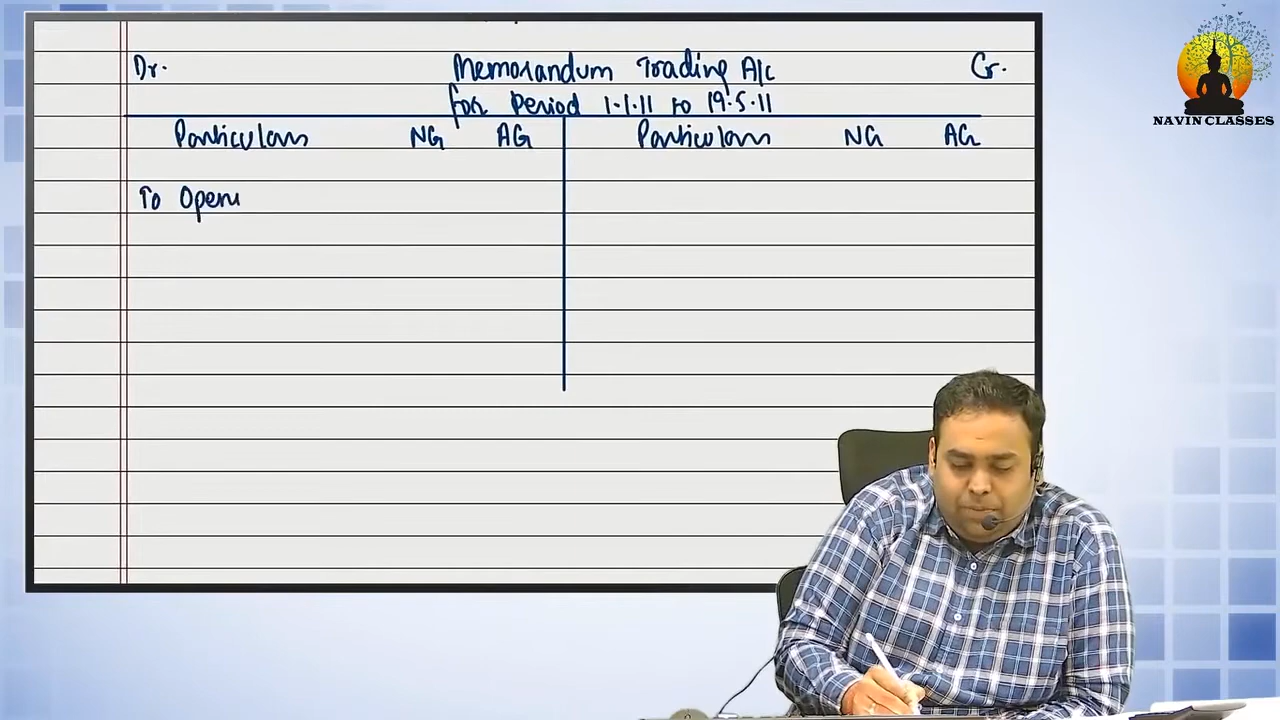 Dr. Memorandum Trading A/c Cr.
for Period 1.1.11 to 19.5.11
Particulars NG AG Particulars NG AG
To Openi
NAVIN CLASSES